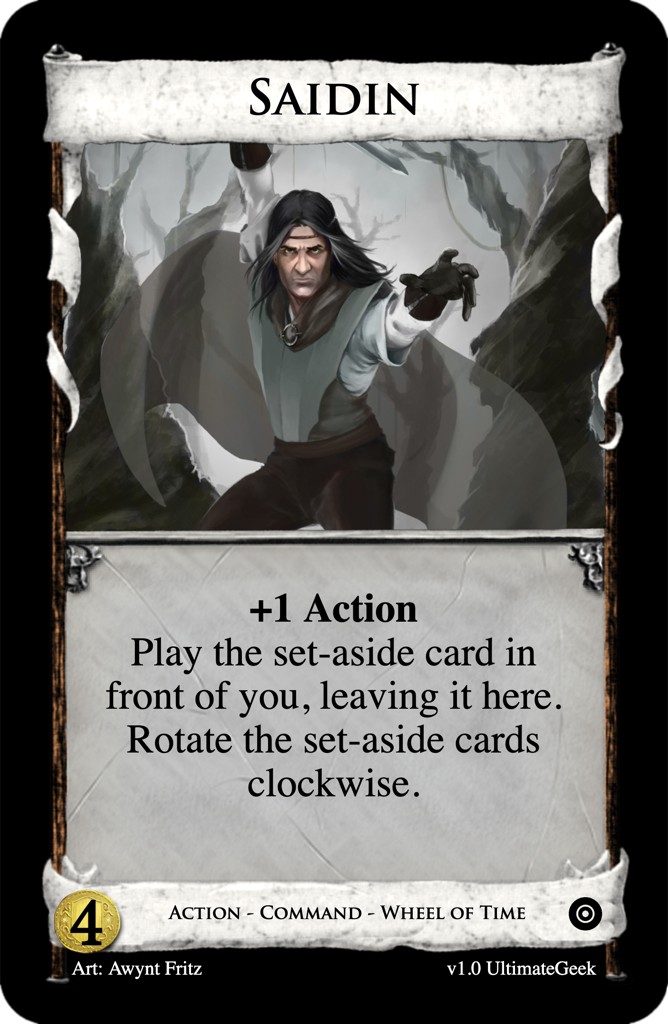 Saidin
+1 Action
Play the set-aside card in
front of you, leaving it here.
Rotate the set-aside cards
clockwise.
4
Action - Command - Wheel of Time
Art: Awynt Fritz
v1.0 UltimateGeek